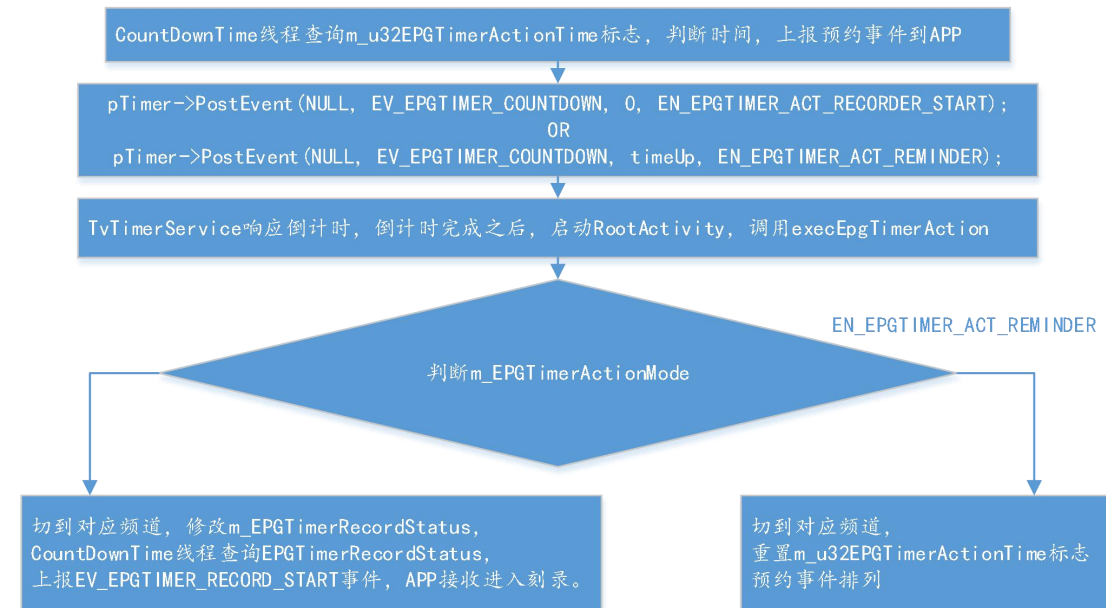 CountDownTime线程查询m_u32EPGTimerActionTime标志，判断时间，上报预约事件到APP
pTimer->PostEvent(NULL, EV_EPGTIMER_COUNTDOWN, 0, EN_EPGTIMER_ACT_RECORDER_START);
OR
pTimer->PostEvent(NULL, EV_EPGTIMER_COUNTDOWN, timeUp, EN_EPGTIMER_ACT_REMINDER);
TvTimerService响应倒计时，倒计时完成之后，启动RootActivity，调用execEpgTimerAction
EN_EPGTIMER_ACT_REMINDER
判断m_EPGTimerActionMode
切到对应频道，修改m_EPGTimerRecordStatus,
CountDownTime线程查询EPGTimerRecordStatus,
上报EV_EPGTIMER_RECORD_START事件，APP接收进入刻录。
切到对应频道，
重置m_u32EPGTimerActionTime标志
预约事件排列